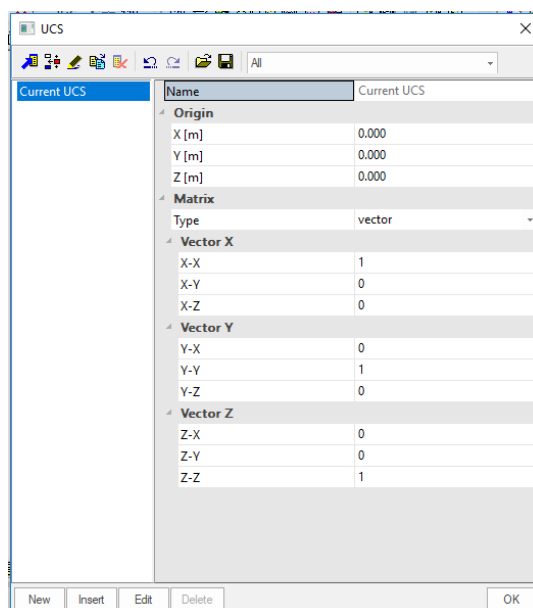 UCS
All
Current UCS
Name Current UCS
Origin
X [m] 0.000
Y [m] 0.000
Z [m] 0.000
Matrix
Type vector
Vector X
X-X 1
X-Y 0
X-Z 0
Vector Y
Y-X 0
Y-Y 1
Y-Z 0
Vector Z
Z-X 0
Z-Y 0
Z-Z 1
New Insert Edit Delete OK